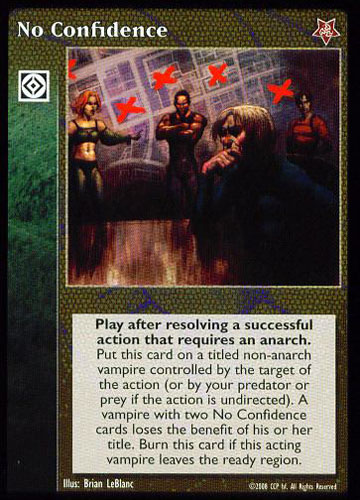 No Confidence
Play after resolving a successful
action that requires an anarch.
Put this card on a titled non-anarch
vampire controlled by the target of
the action (or by your predator or
prey if the action is undirected). A
vampire with two No Confidence
cards loses the benefit of his or her
title. Burn this card if this acting
vampire leaves the ready region.
Illus: Brian LeBlanc
©2008 CCP hf. All Rights Reserved